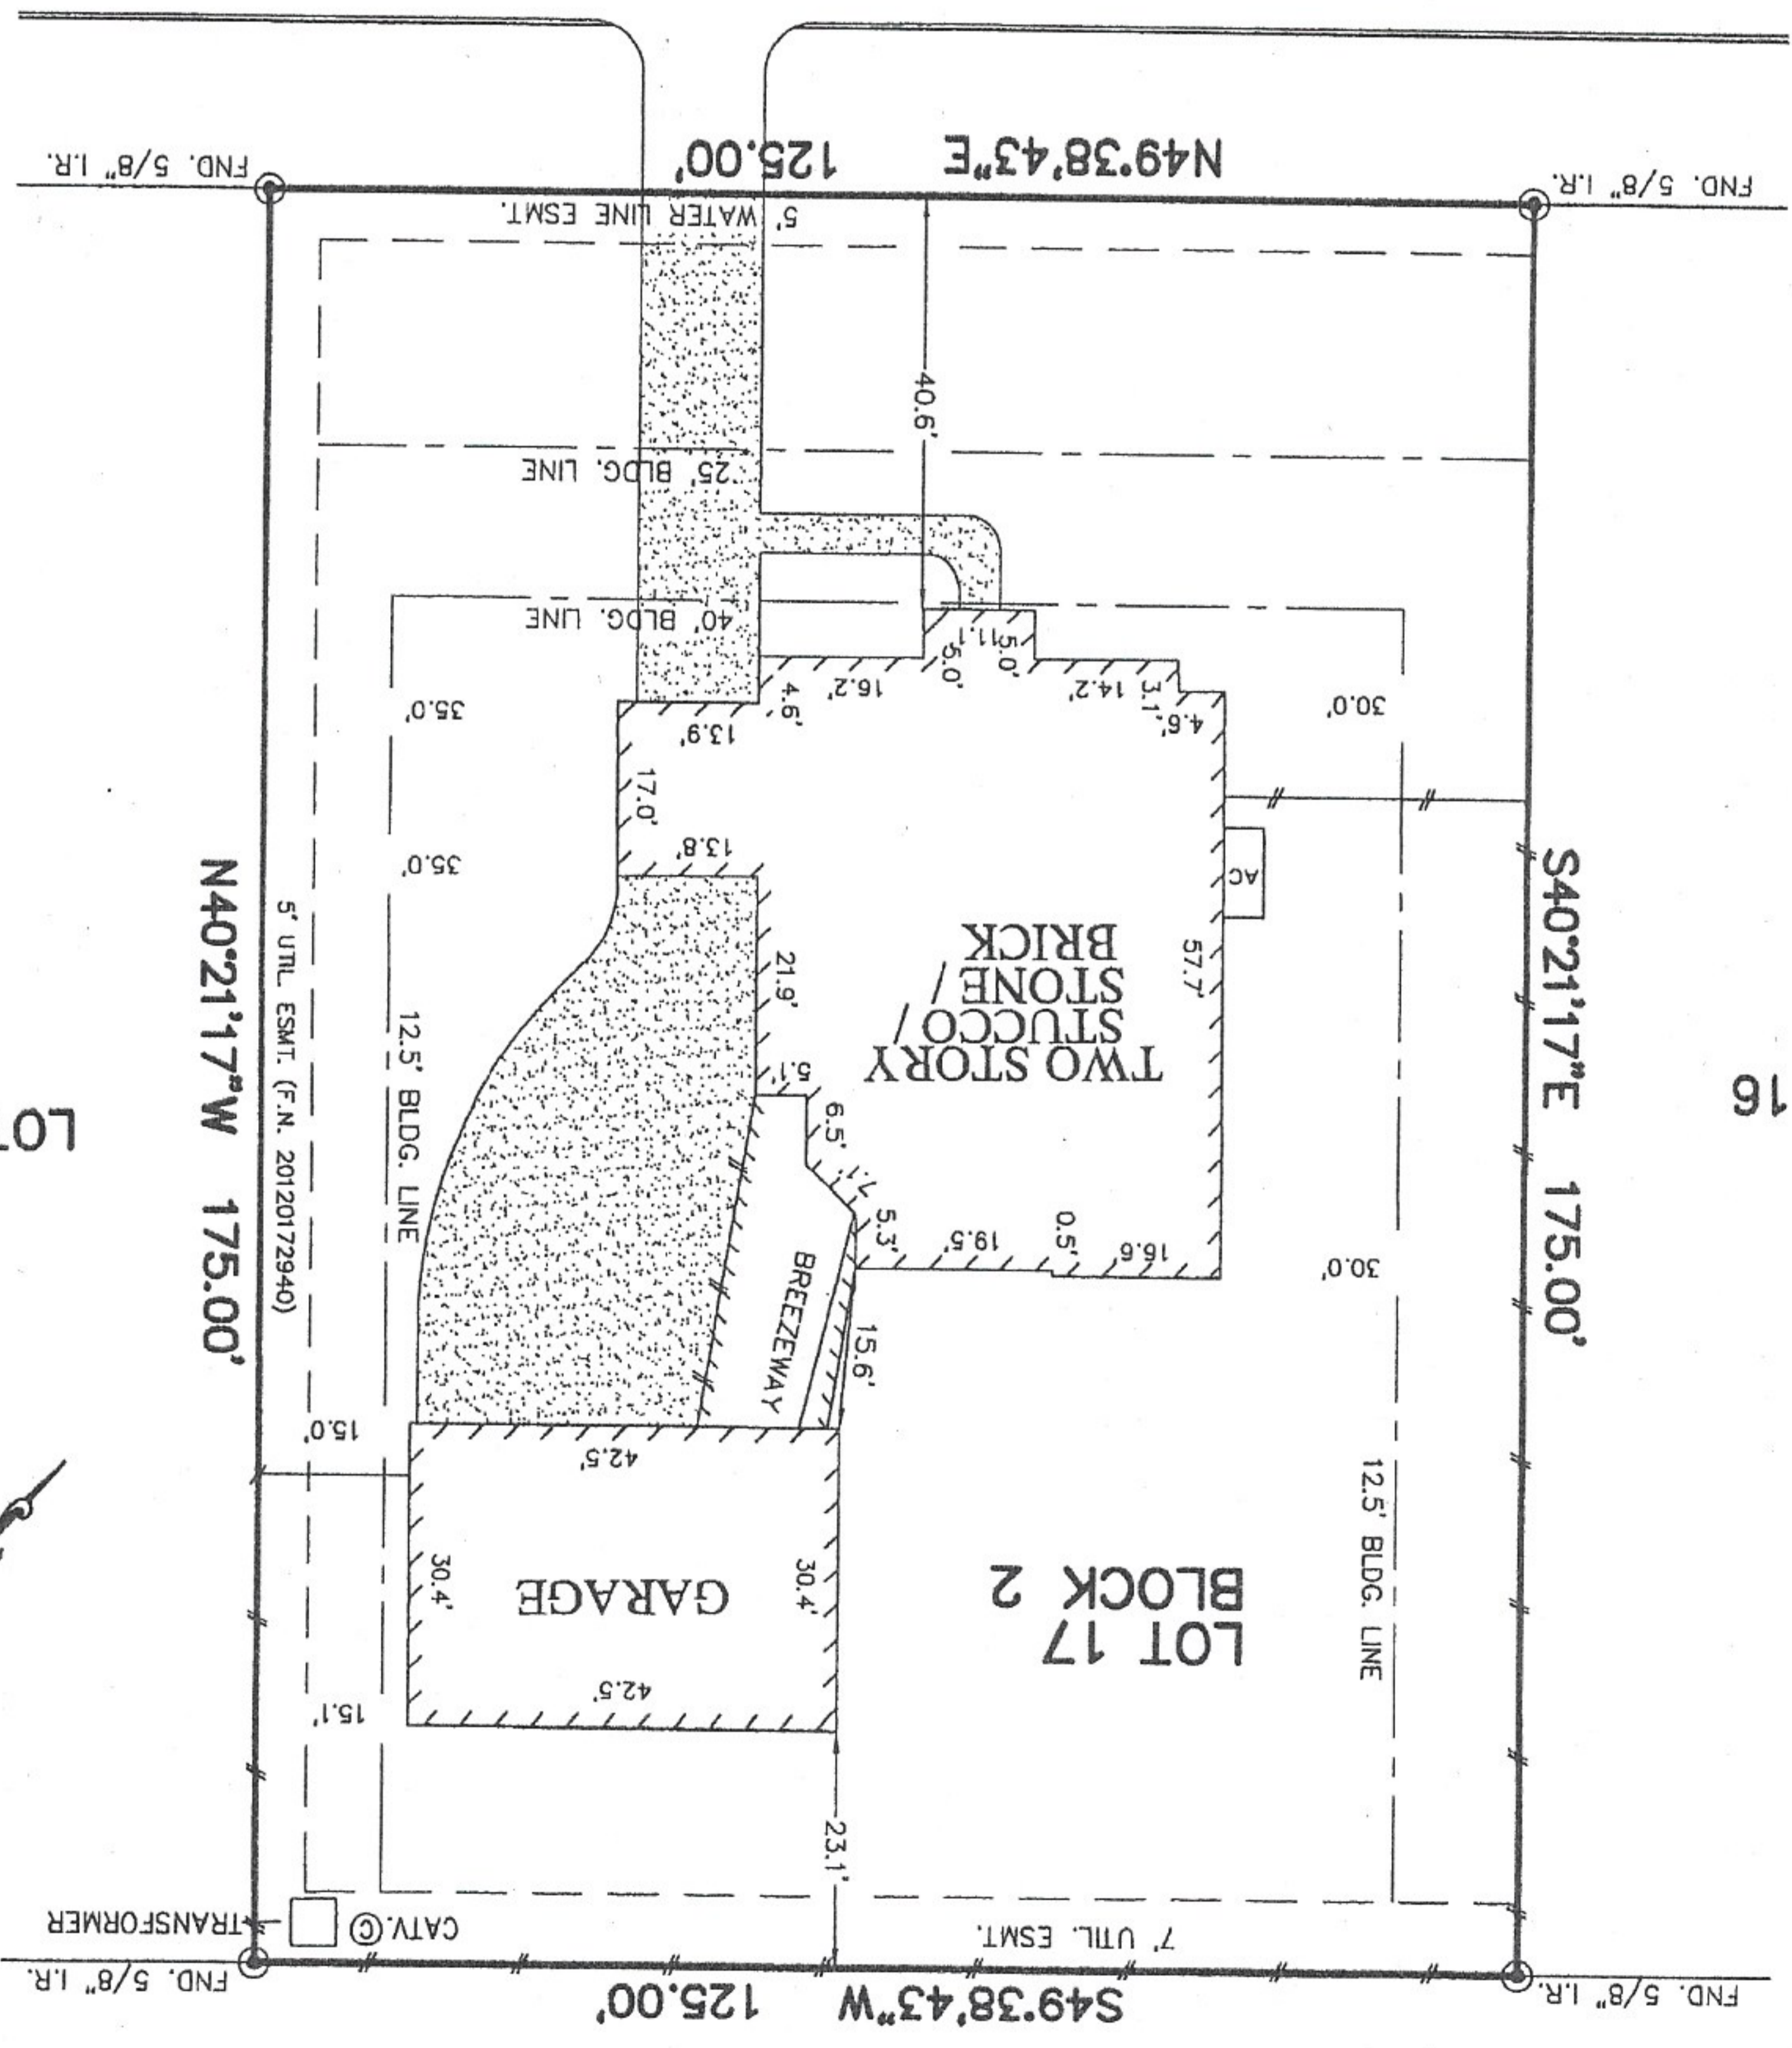 S49°38'43"W 125.00'
FND. 5/8" I.R.
FND. 5/8" I.R.
7' UTIL. ESMT.
CATV. Ⓒ
TRANSFORMER
23.1'
15.1'
42.5'
LOT 17
BLOCK 2
GARAGE
30.4'
30.4'
12.5' BLDG. LINE
42.5'
15.0'
15.6'
BREEZEWAY
30.0'
16.6'
0.5'
19.5'
5.3'
7.1'
6.5'
5.1'
S40°21'17"E 175.00'
16
LOT
N40°21'17"W 175.00'
5' UTIL. ESMT. (F.N. 2012017294O)
12.5' BLDG. LINE
TWO STORY
STUCCO /
STONE /
BRICK
57.7'
21.9'
AC
13.8'
35.0'
17.0'
30.0'
4.6'
3.1'
14.2'
5.0'
11.1'
5.0'
16.2'
4.6'
13.9'
35.0'
40' BLDG. LINE
40.6'
25' BLDG. LINE
5' WATER LINE ESMT.
FND. 5/8" I.R.
FND. 5/8" I.R.
N49°38'43"E 125.00'